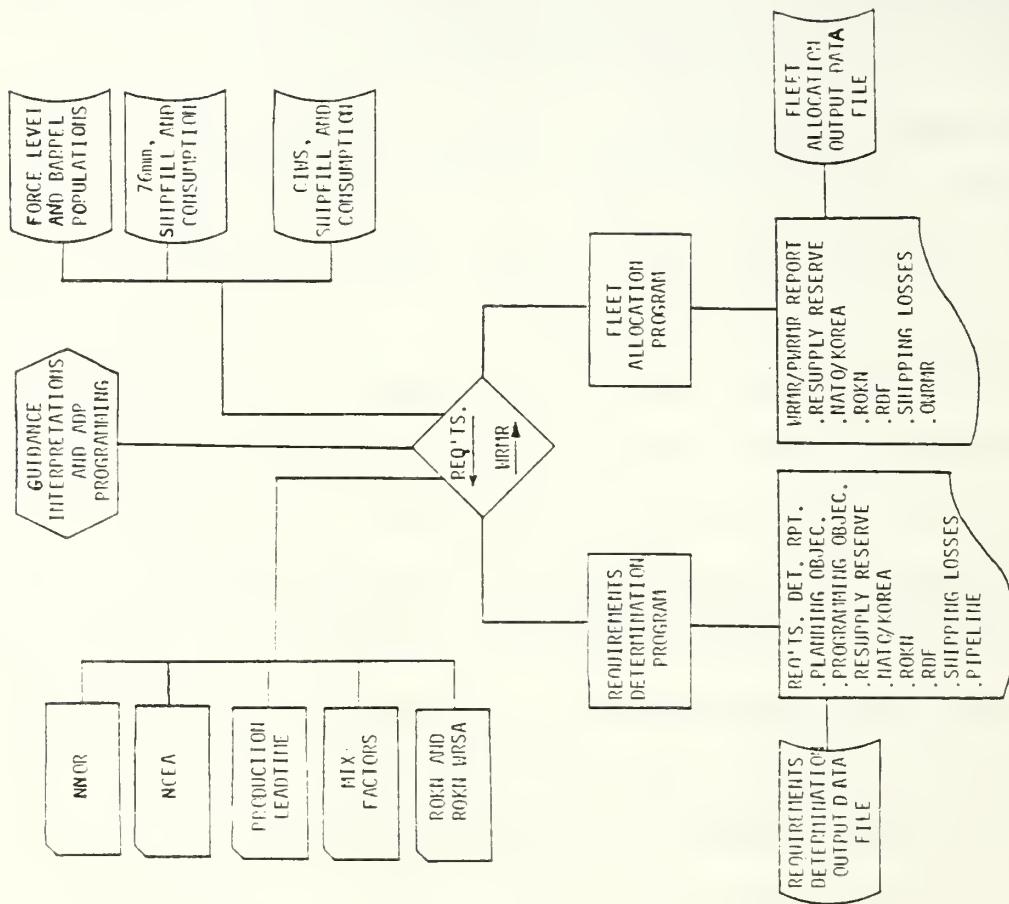 GUIDANCE
INTERPRETATIONS
AND ADP
PROGRAMMING
FORCE LEVEL
AND BARREL
POPULATIONS
76mm,
SHIPFILL AND
CONSUMPTION
CIWS,
SHIPFILL AND
CONSUMPTION
NNOR
NCEA
PRODUCTION
LEADTIME
MIX
FACTORS
ROKN AND
ROKN WRSA
REQ'TS.
WRMR
REQUIREMENTS
DETERMINATION
PROGRAM
FLEET
ALLOCATION
PROGRAM
REQ'TS. DET. RPT.
.PLANNING OBJEC.
.PROGRAMMING OBJEC.
.RESUPPLY RESERVE
.NATO/KOREA
.ROKN
.RDF
.SHIPPING LOSSES
.PIPELINE
WRMR/PWRMR REPORT
.RESUPPLY RESERVE
.NATO/KOREA
.ROKN
.RDF
.SHIPPING LOSSES
.OWRMR
REQUIREMENTS
DETERMINATION
OUTPUT DATA
FILE
FLEET
ALLOCATION
OUTPUT DATA
FILE